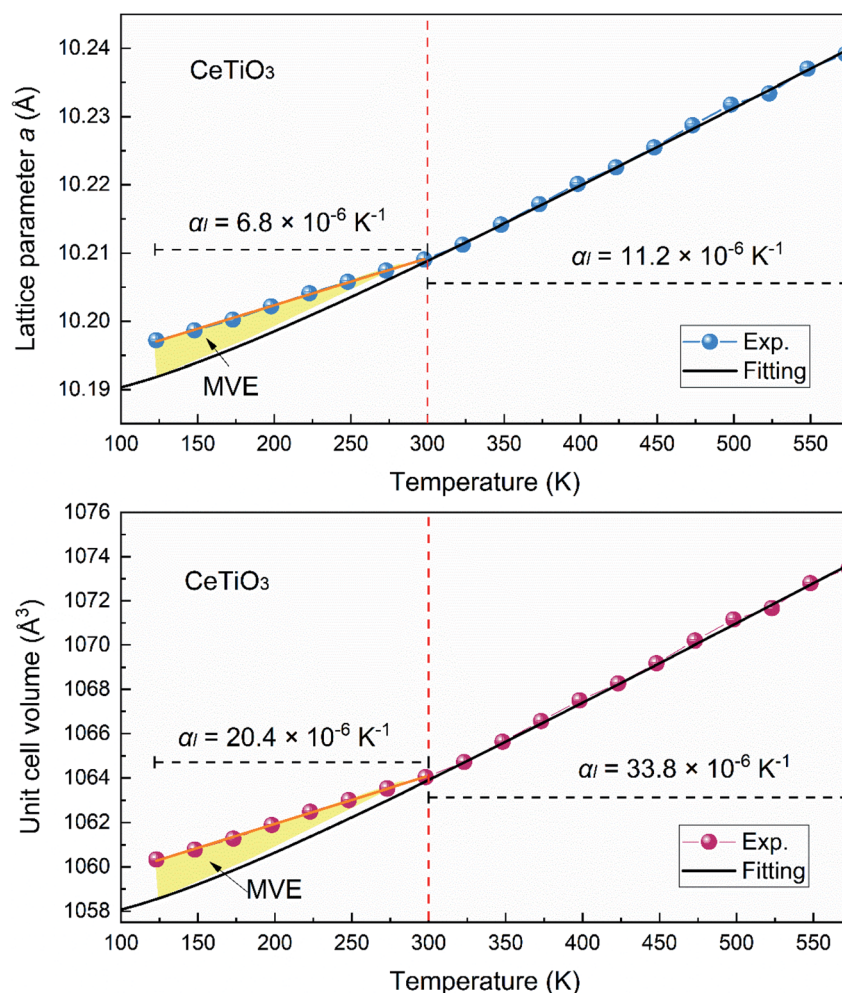 10.24
10.23
10.22
10.21
10.20
10.19
Lattice parameter a (Å)
CeTiO₃
αₗ = 6.8 × 10⁻⁶ K⁻¹
αₗ = 11.2 × 10⁻⁶ K⁻¹
MVE
Exp.
Fitting
100 150 200 250 300 350 400 450 500 550
Temperature (K)
1076
1074
1072
1070
1068
1066
1064
1062
1060
1058
Unit cell volume (Å³)
CeTiO₃
αₗ = 20.4 × 10⁻⁶ K⁻¹
αₗ = 33.8 × 10⁻⁶ K⁻¹
MVE
Exp.
Fitting
100 150 200 250 300 350 400 450 500 550
Temperature (K)